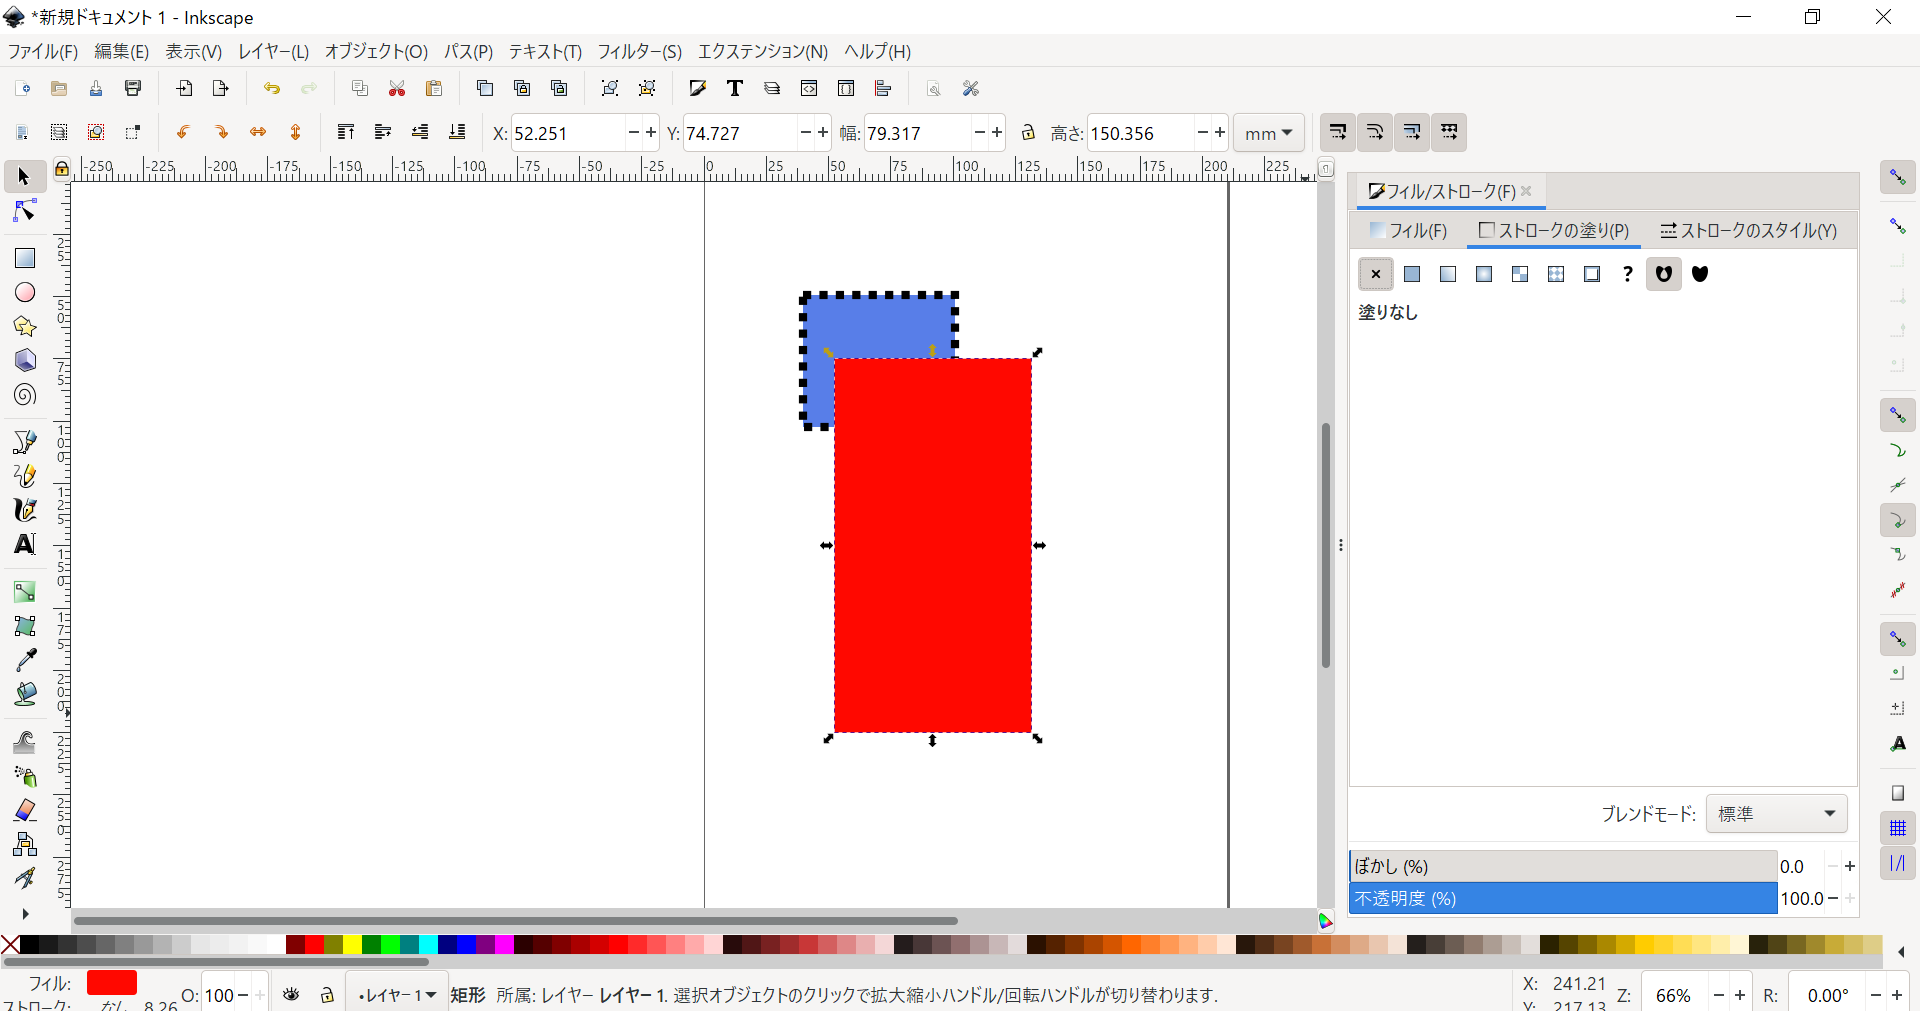 *新規ドキュメント 1 - Inkscape
ファイル(F) 編集(E) 表示(V) レイヤー(L) オブジェクト(O) パス(P) テキスト(T) フィルター(S) エクステンション(N) ヘルプ(H)
X: 52.251 Y: 74.727 幅: 79.317 高さ: 150.356 mm
-250 -225 -200 -175 -150 -125 -100 -75 -50 -25 0 25 50 75 100 125 150 175 200 225
25
50
75
100
125
150
175
200
225
250
275
フィル/ストローク(F)
フィル(F) ストロークの塗り(P) ストロークのスタイル(Y)
塗りなし
ブレンドモード: 標準
ぼかし (%) 0.0
不透明度 (%) 100.0
フィル: O: 100 レイヤー 1 矩形 所属: レイヤー レイヤー 1. 選択オブジェクトのクリックで拡大縮小ハンドル/回転ハンドルが切り替わります. X: 241.21 Z: 66% R: 0.00°
ストローク: なし 8.26 Y: 217.13